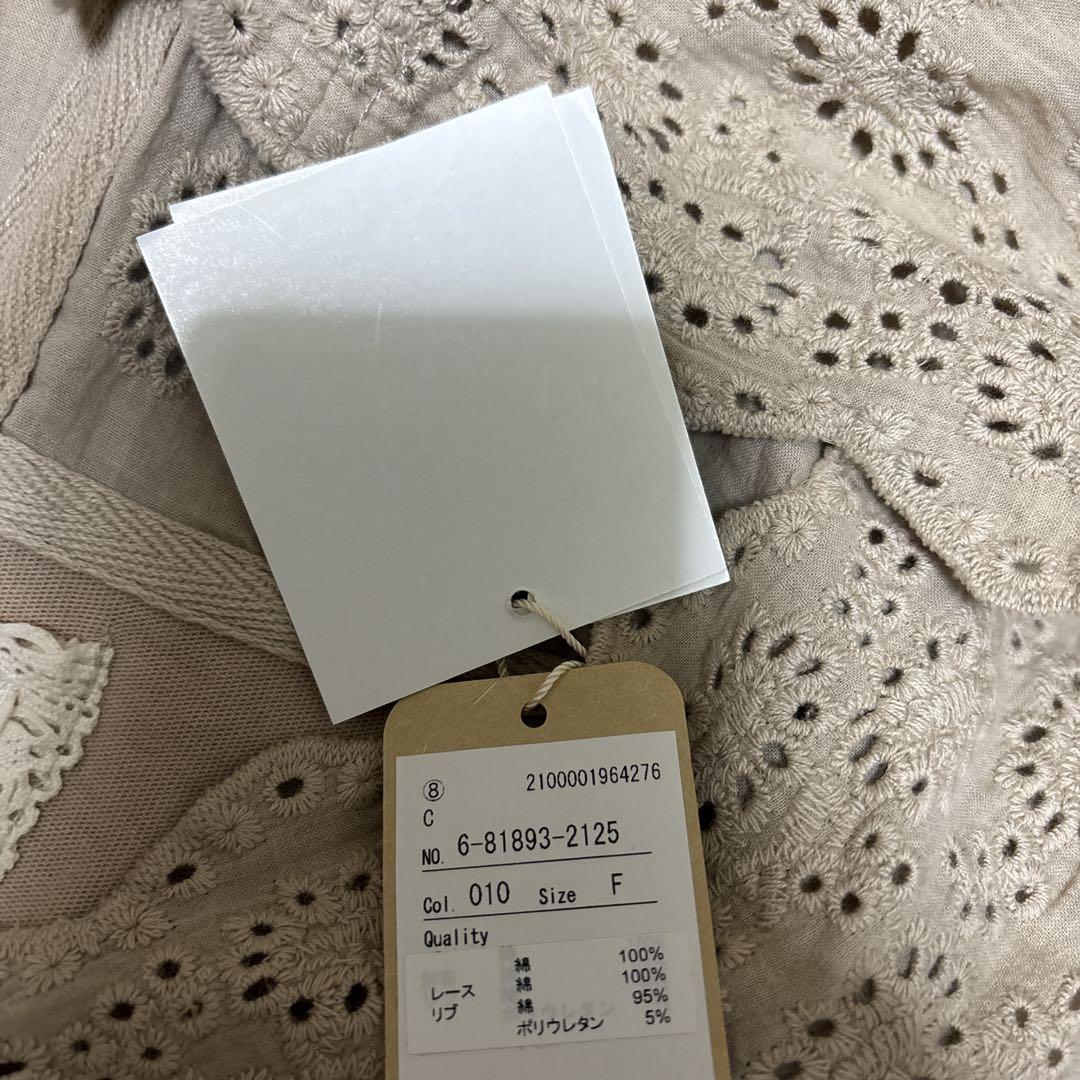 ⑧ 2100001964276
C
NO. 6-81893-2125
Col. 010 Size F
Quality
綿 100%
レース 綿 100%
リブ 綿 95%
ポリウレタン 5%